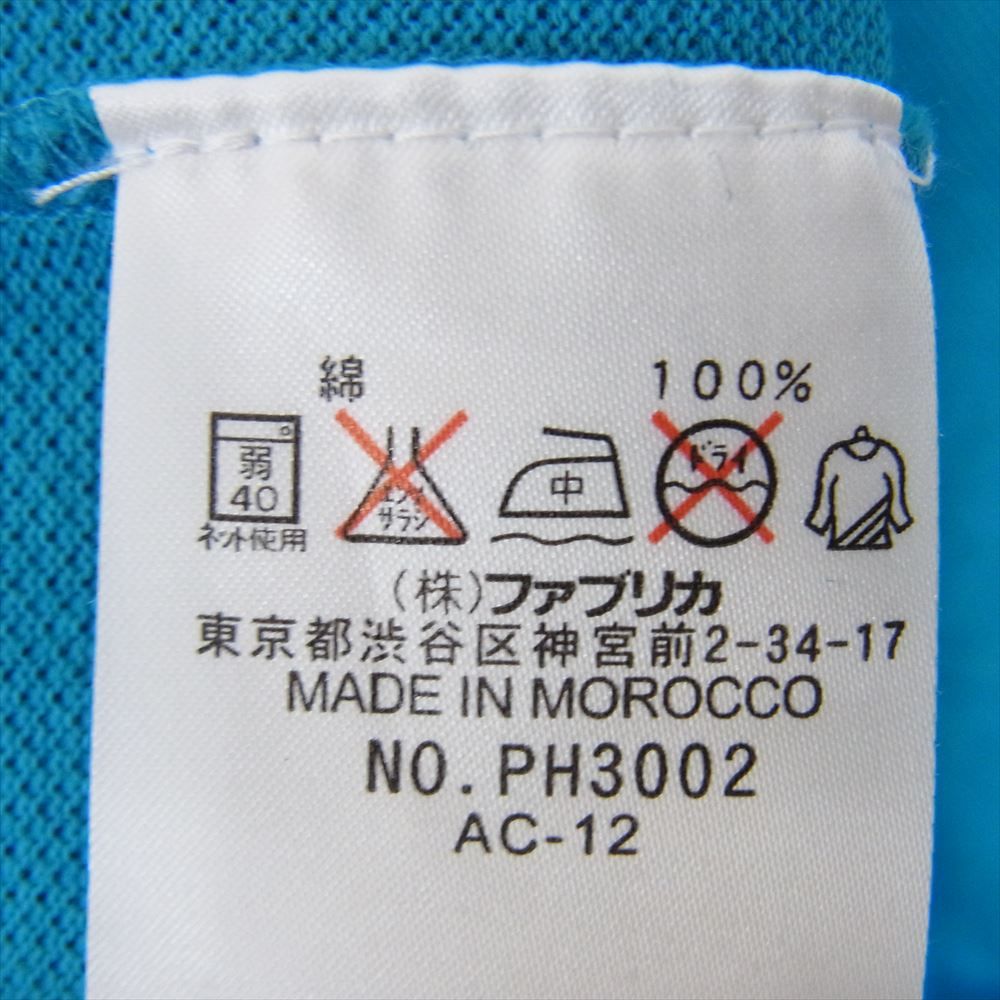 綿 100%
弱 40
ネット使用
エンソ サラシ
中
ドライ
(株)ファブリカ
東京都渋谷区神宮前2-34-17
MADE IN MOROCCO
NO. PH3002
AC-12